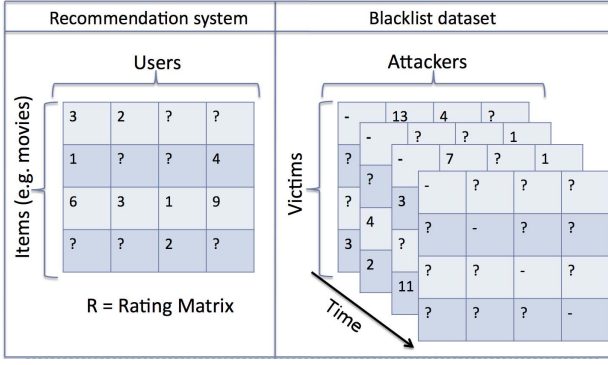 Recommendation system
Blacklist dataset
Users
Items (e.g. movies)
3 2 ? ?
1 ? ? 4
6 3 1 9
? ? 2 ?
R = Rating Matrix
Attackers
Victims
- 13 4 ?
?
?
3
- ? ? 1
?
4
2
- 7 ? 1
3
?
11
- ? ? ?
? - ? ?
? ? - ?
? ? ? -
Time